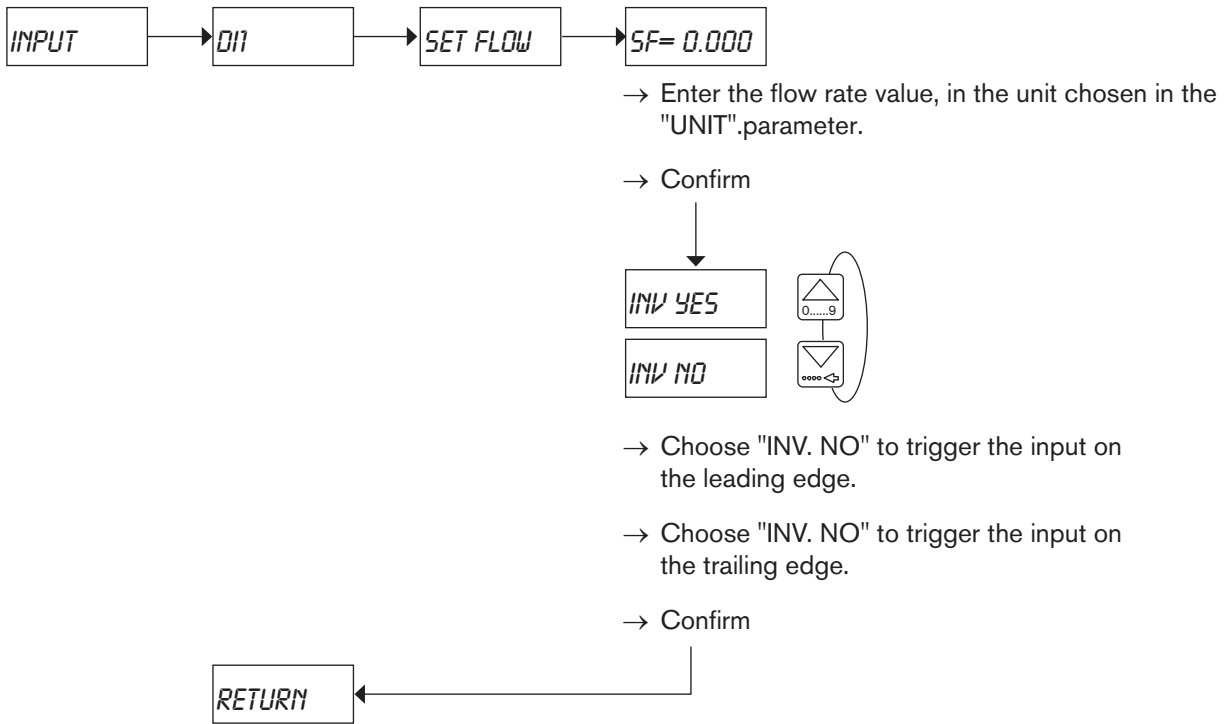 INPUT
DI1
SET FLOW
SF= 0.000
→ Enter the flow rate value, in the unit chosen in the
"UNIT".parameter.
→ Confirm
INV YES
0......9
INV NO
→ Choose "INV. NO" to trigger the input on
the leading edge.
→ Choose "INV. NO" to trigger the input on
the trailing edge.
→ Confirm
RETURN